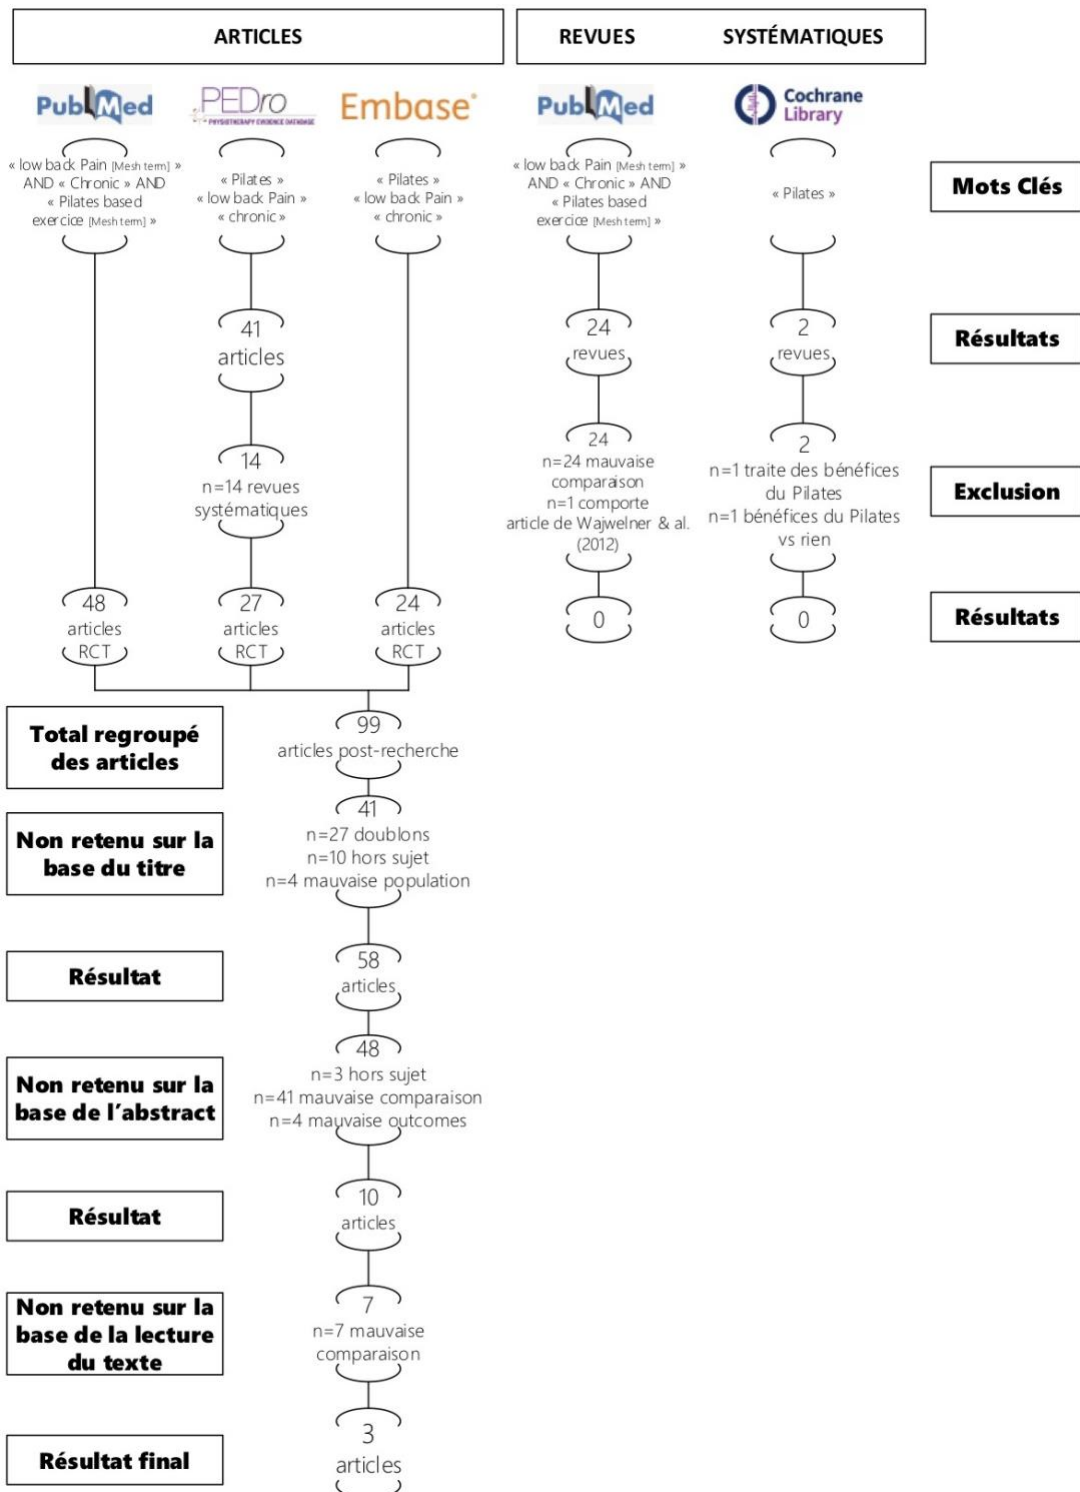 ARTICLES
REVUES SYSTÉMATIQUES
PubMed
PEDro
PHYSIOTHERAPY EVIDENCE DATABASE
Embase®
PubMed
Cochrane
Library
« low back Pain [Mesh term] »
AND « Chronic » AND
« Pilates based
exercice [Mesh term] »
« Pilates »
« low back Pain »
« chronic »
« Pilates »
« low back Pain »
« chronic »
« low back Pain [Mesh term] »
AND « Chronic » AND
« Pilates based
exercice [Mesh term] »
« Pilates »
Mots Clés
41
articles
24
revues
2
revues
Résultats
14
n=14 revues
systématiques
24
n=24 mauvaise
comparaison
n=1 comporte
article de Wajwelner & al.
(2012)
2
n=1 traite des bénéfices
du Pilates
n=1 bénéfices du Pilates
vs rien
Exclusion
48
articles
RCT
27
articles
RCT
24
articles
RCT
0
0
Résultats
Total regroupé
des articles
99
articles post-recherche
Non retenu sur la
base du titre
41
n=27 doublons
n=10 hors sujet
n=4 mauvaise population
Résultat
58
articles
Non retenu sur la
base de l’abstract
48
n=3 hors sujet
n=41 mauvaise comparaison
n=4 mauvaise outcomes
Résultat
10
articles
Non retenu sur la
base de la lecture
du texte
7
n=7 mauvaise
comparaison
Résultat final
3
articles